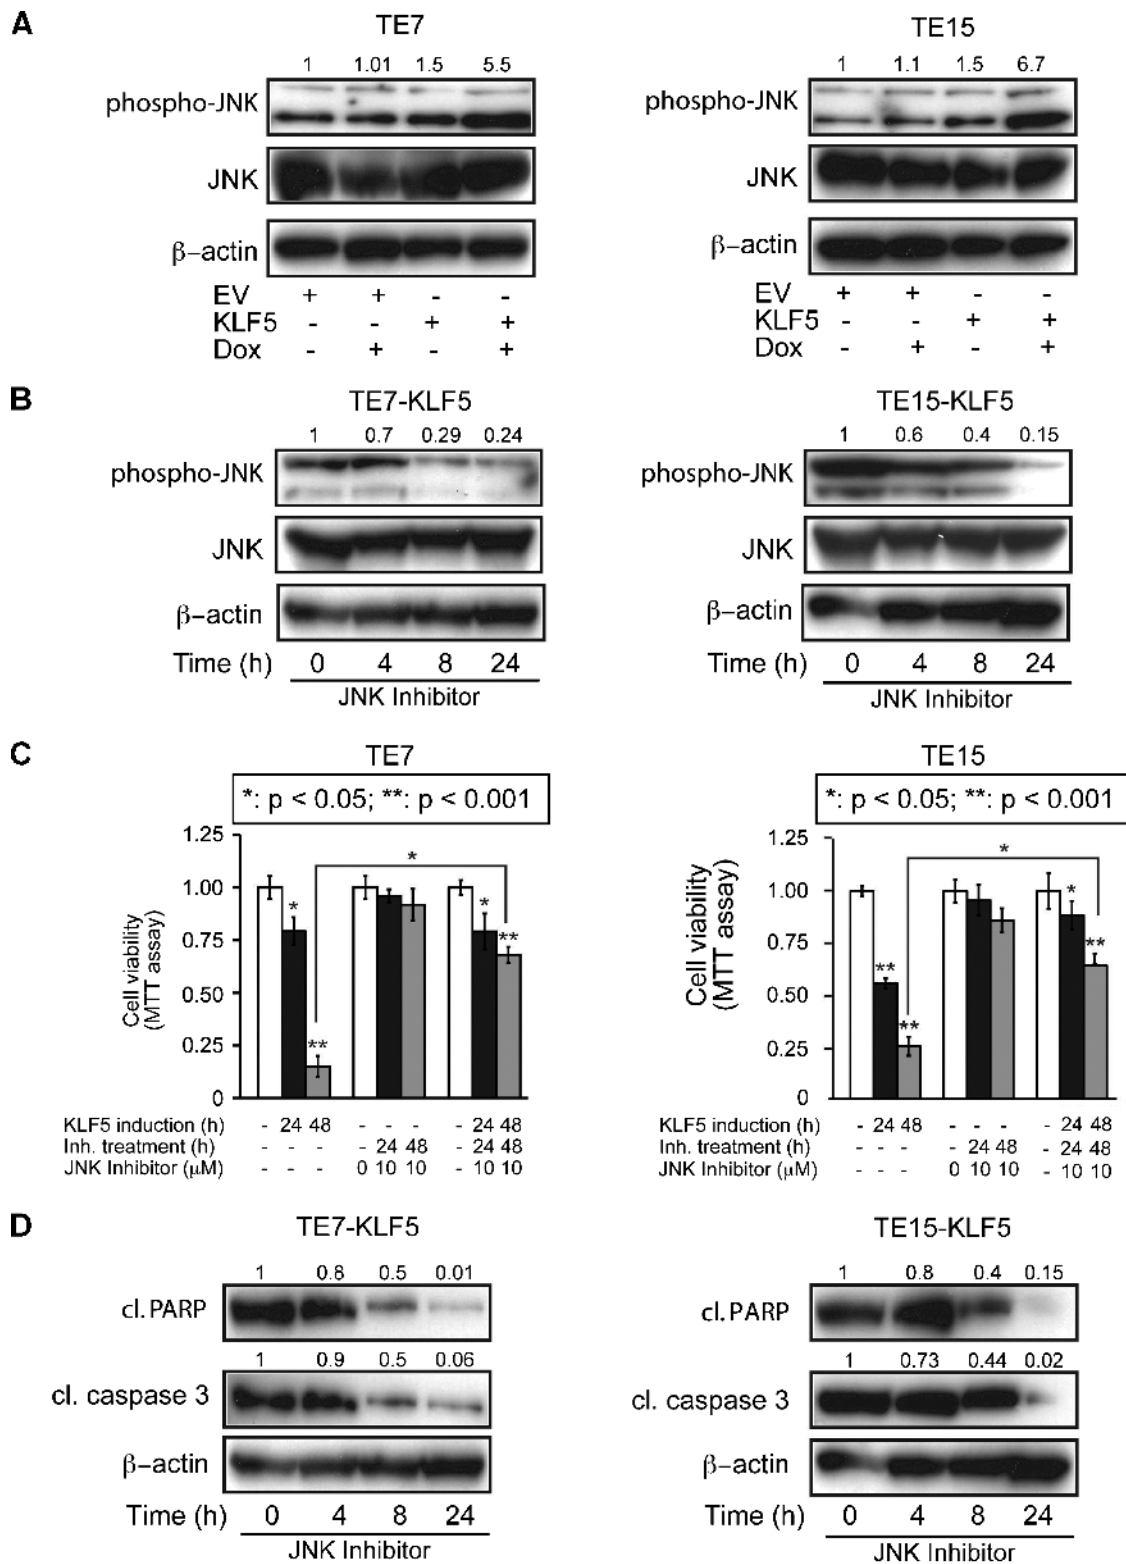 A
TE7
1 1.01 1.5 5.5
phospho-JNK
JNK
β–actin
EV + + - -
KLF5 - - + +
Dox - + - +
TE15
1 1.1 1.5 6.7
phospho-JNK
JNK
β–actin
EV + + - -
KLF5 - - + +
Dox - + - +
B
TE7-KLF5
1 0.7 0.29 0.24
phospho-JNK
JNK
β–actin
Time (h) 0 4 8 24
JNK Inhibitor
TE15-KLF5
1 0.6 0.4 0.15
phospho-JNK
JNK
β–actin
Time (h) 0 4 8 24
JNK Inhibitor
C
TE7
*: p < 0.05; **: p < 0.001
Cell viability
(MTT assay)
1.25
1.00
0.75
0.50
0.25
0
* ** * * **
KLF5 induction (h) - 24 48 - - - - 24 48
Inh. treatment (h) - - - - 24 48 - 24 48
JNK Inhibitor (μM) - - - 0 10 10 - 10 10
TE15
*: p < 0.05; **: p < 0.001
Cell viability
(MTT assay)
1.25
1.00
0.75
0.50
0.25
0
** ** * * **
KLF5 induction (h) - 24 48 - - - - 24 48
Inh. treatment (h) - - - - 24 48 - 24 48
JNK Inhibitor (μM) - - - 0 10 10 - 10 10
D
TE7-KLF5
1 0.8 0.5 0.01
cl. PARP
1 0.9 0.5 0.06
cl. caspase 3
β–actin
Time (h) 0 4 8 24
JNK Inhibitor
TE15-KLF5
1 0.8 0.4 0.15
cl. PARP
1 0.73 0.44 0.02
cl. caspase 3
β–actin
Time (h) 0 4 8 24
JNK Inhibitor